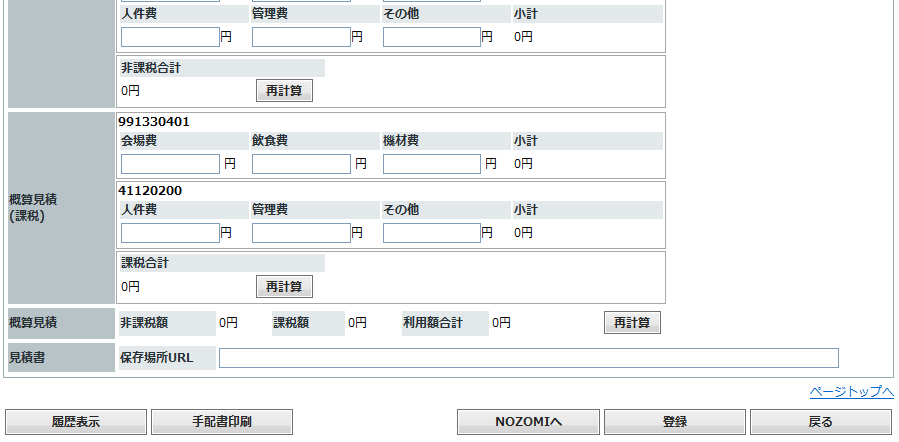 人件費 管理費 その他 小計
円 円 円 0円
非課税合計
0円 再計算
991330401
会場費 飲食費 機材費 小計
円 円 円 0円
概算見積
(課税)
41120200
人件費 管理費 その他 小計
円 円 円 0円
課税合計
0円 再計算
概算見積 非課税額 0円 課税額 0円 利用額合計 0円 再計算
見積書 保存場所URL
ページトップへ
履歴表示 手配書印刷 NOZOMIへ 登録 戻る